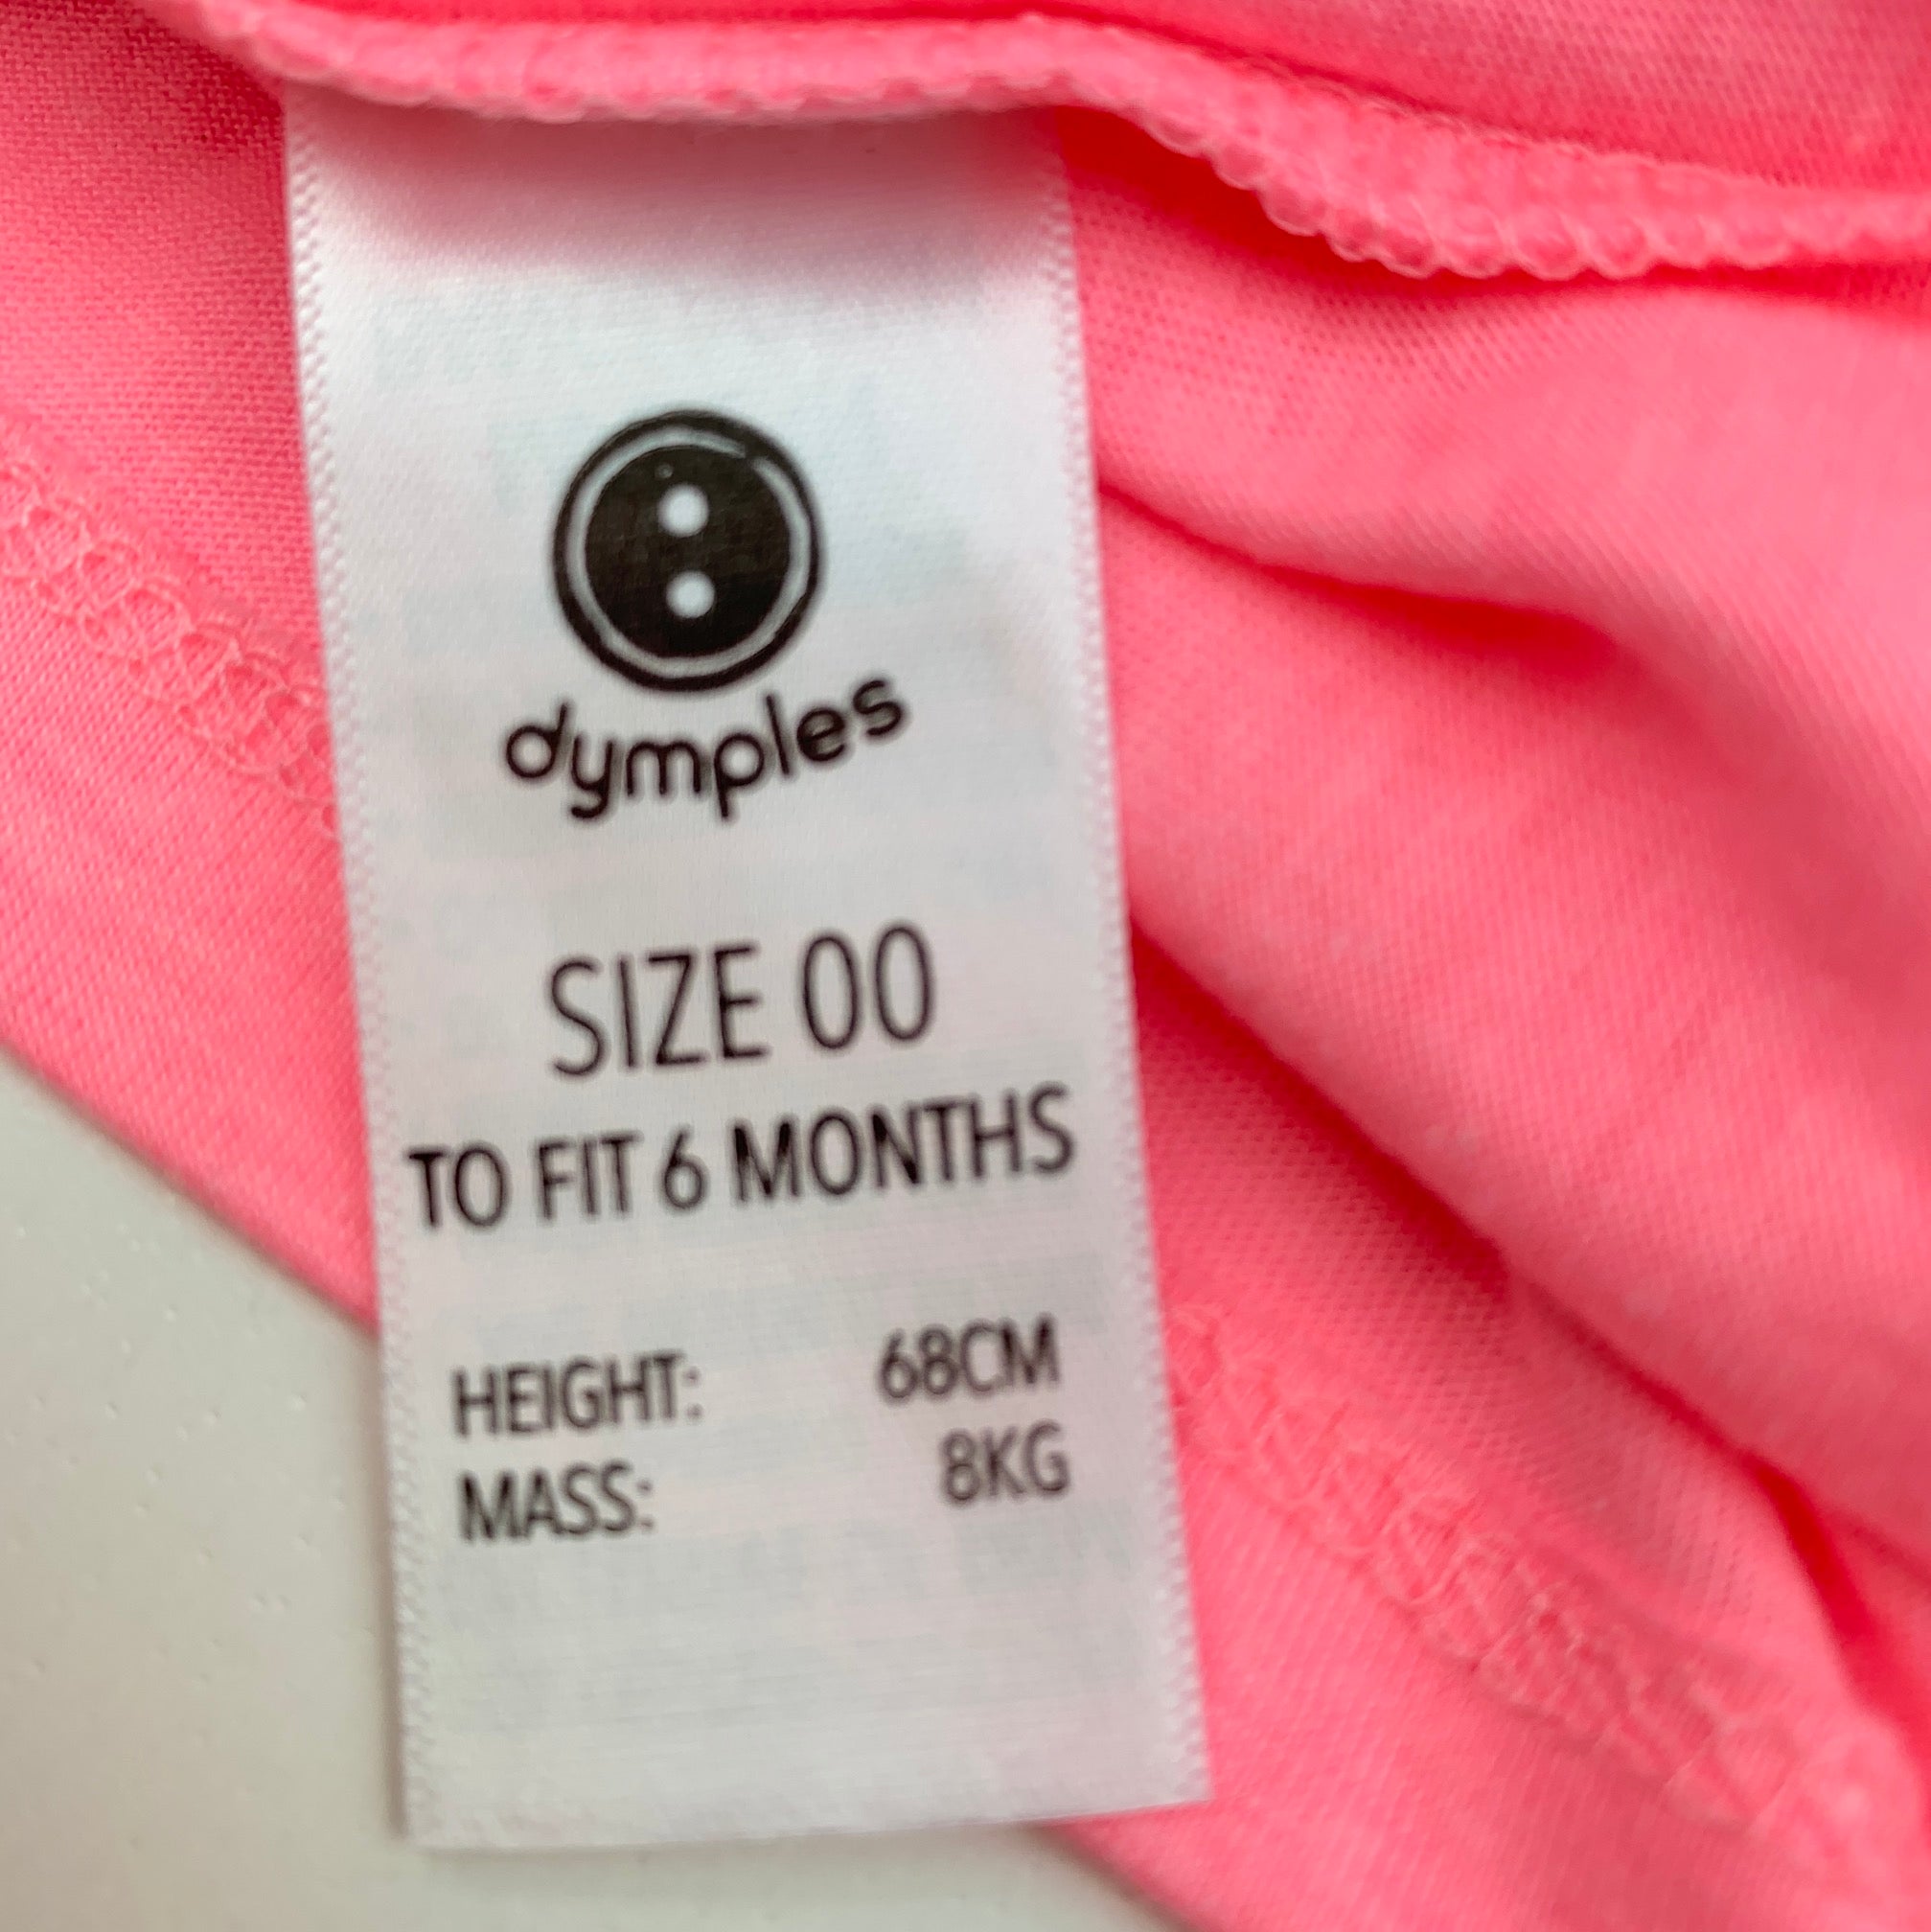 dymples
SIZE 00
TO FIT 6 MONTHS
HEIGHT: 68CM
MASS: 8KG